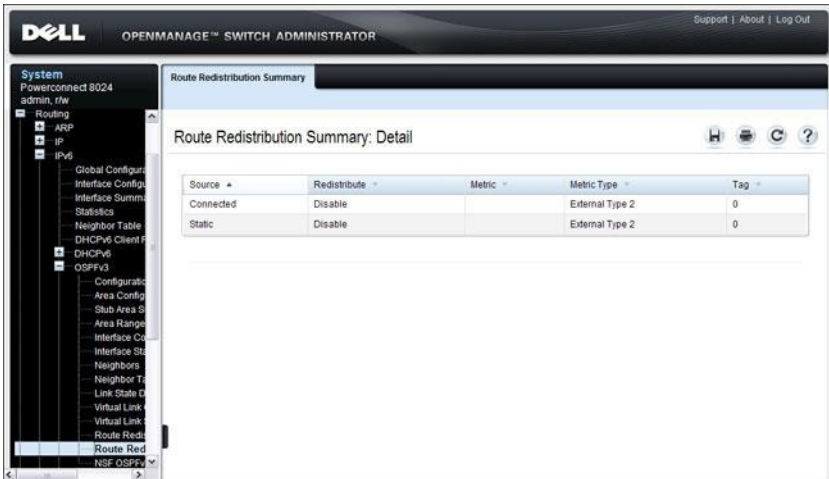 Support | About | Log Out
DELL
OPENMANAGE™ SWITCH ADMINISTRATOR
System
Powerconnect 8024
admin, r/w
Routing
ARP
IP
IPv6
Global Configura
Interface Configu
Interface Summa
Statistics
Neighbor Table
DHCPv6 Client P
DHCPv6
OSPFv3
Configuratio
Area Config
Stub Area S
Area Range
Interface Co
Interface Sta
Neighbors
Neighbor Ta
Link State D
Virtual Link
Virtual Link
Route Redis
Route Red
NSF OSPFv
Route Redistribution Summary
Route Redistribution Summary: Detail
Source Redistribute Metric Metric Type Tag
Connected Disable External Type 2 0
Static Disable External Type 2 0